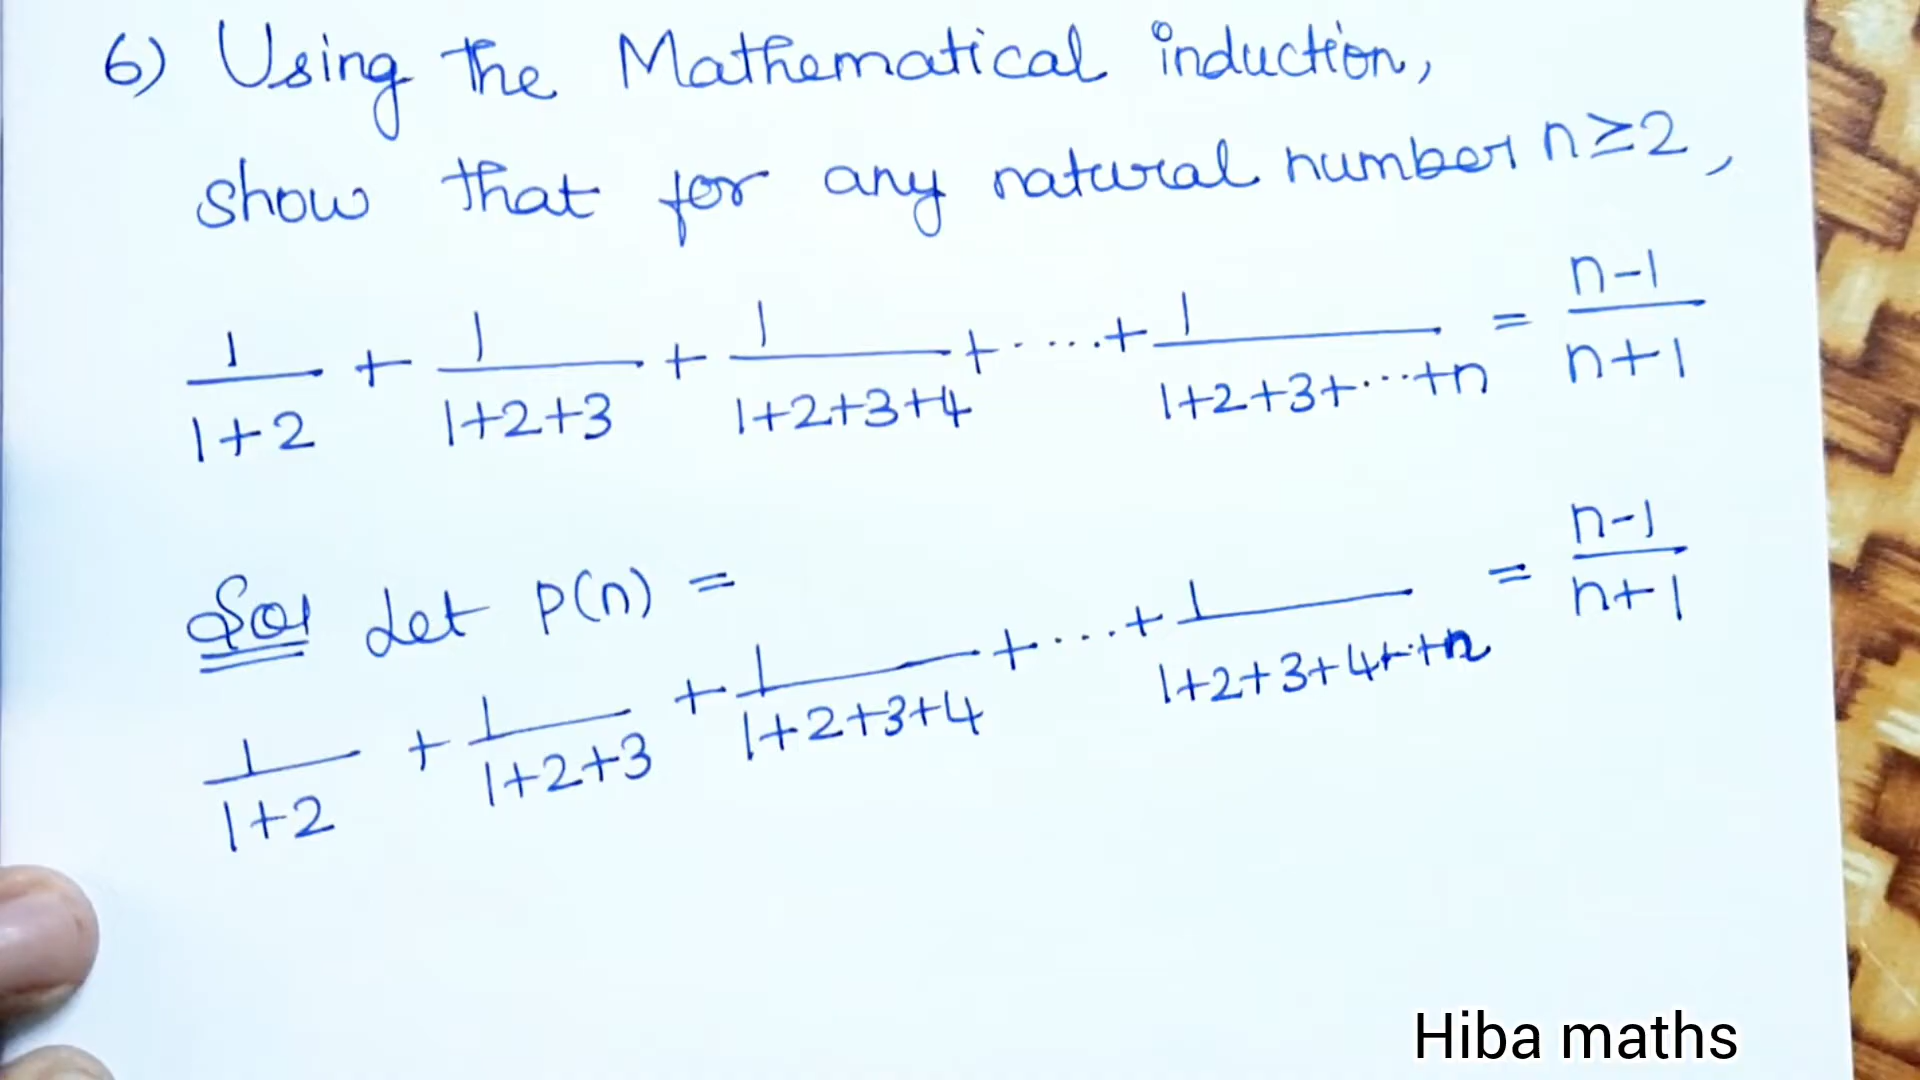 6) Using the Mathematical induction,
show that for any natural number n≥2,
1/(1+2) + 1/(1+2+3) + 1/(1+2+3+4) + ····+ 1/(1+2+3+···+n) = (n-1)/(n+1)
Sol Let P(n) =
1/(1+2) + 1/(1+2+3) + 1/(1+2+3+4) + ····+ 1/(1+2+3+4+··+n) = (n-1)/(n+1)
Hiba maths